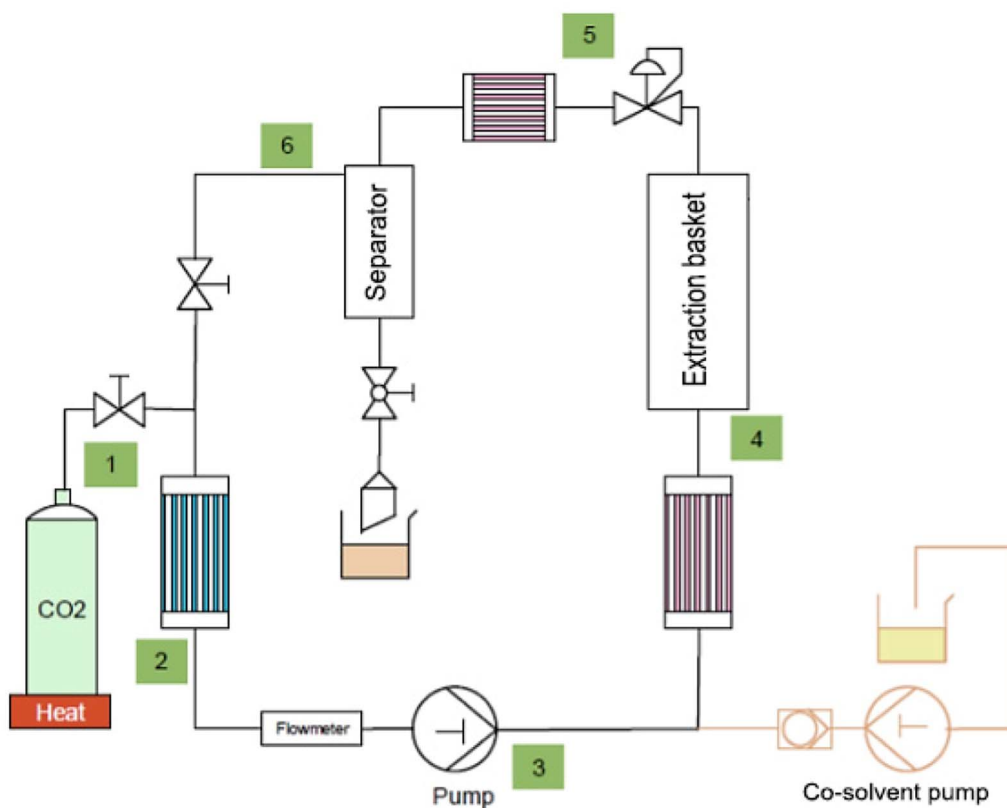 5
6
Separator
Extraction basket
1
4
CO2
2
Heat
Flowmeter
3
Pump
Co-solvent pump